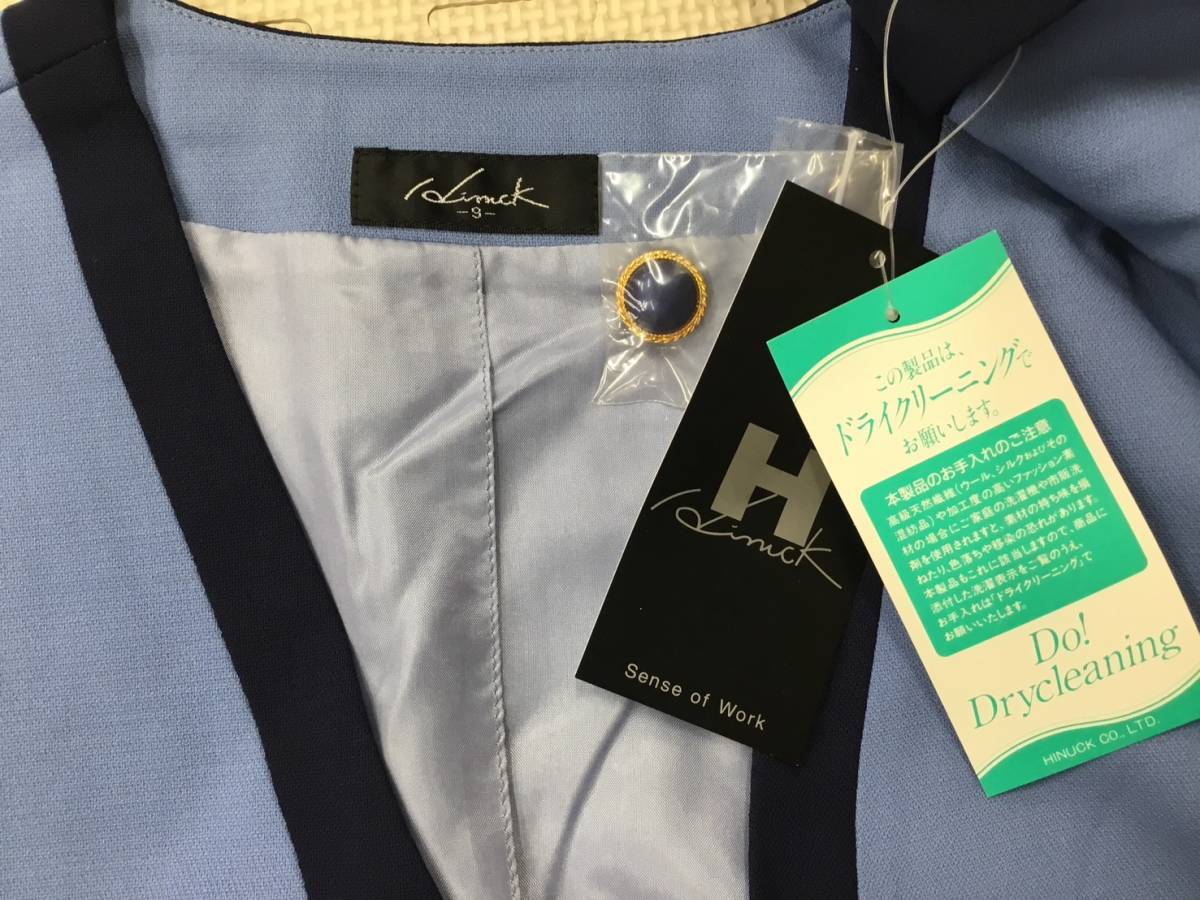 Hinuck
-9-
H
Hinuck
Sense of Work
この製品は、
ドライクリーニングで
お願いします。
本製品のお手入れのご注意
高級天然繊維(ウール、シルクおよびその
混紡品)や加工度の高いファッション素
材の場合にご家庭の洗濯機や市販洗
剤を使用されますと、素材の持ち味を損
ねたり、色落ちや移染の恐れがあります。
本製品もこれに該当しますので、商品に
添付した洗濯表示をご覧のうえ、
お手入れは「ドライクリーニング」で
お願いいたします。
Do!
Drycleaning
HINUCK CO., LTD.